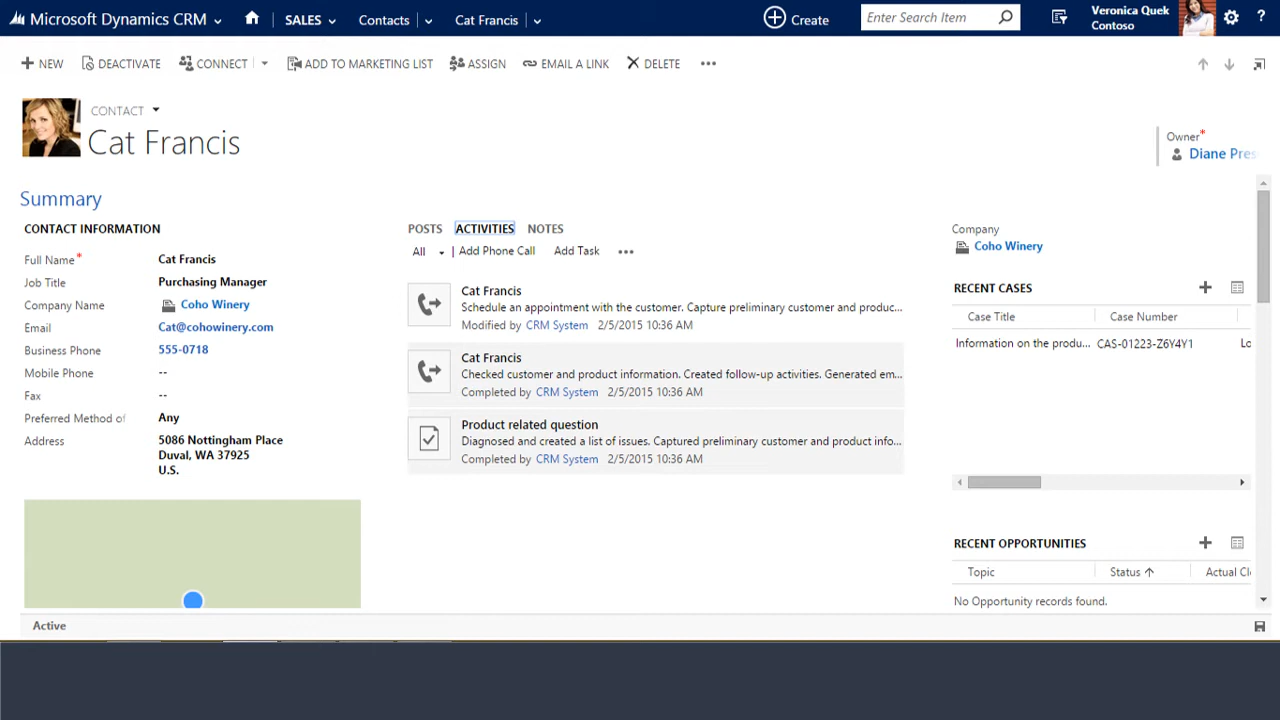 Microsoft Dynamics CRM SALES Contacts Cat Francis Create Enter Search Item Veronica Quek
Contoso ?
NEW DEACTIVATE CONNECT ADD TO MARKETING LIST ASSIGN EMAIL A LINK DELETE
CONTACT
Cat Francis
Owner*
Diane Pres
Summary
CONTACT INFORMATION
Full Name* Cat Francis
Job Title Purchasing Manager
Company Name Coho Winery
Email Cat@cohowinery.com
Business Phone 555-0718
Mobile Phone --
Fax --
Preferred Method of Any
Address 5086 Nottingham Place
Duval, WA 37925
U.S.
POSTS ACTIVITIES NOTES
All | Add Phone Call Add Task
Cat Francis
Schedule an appointment with the customer. Capture preliminary customer and produc...
Modified by CRM System 2/5/2015 10:36 AM
Cat Francis
Checked customer and product information. Created follow-up activities. Generated em...
Completed by CRM System 2/5/2015 10:36 AM
Product related question
Diagnosed and created a list of issues. Captured preliminary customer and product info...
Completed by CRM System 2/5/2015 10:36 AM
Company
Coho Winery
RECENT CASES
Case Title Case Number
Information on the produ... CAS-01223-Z6Y4Y1 Lo
RECENT OPPORTUNITIES
Topic Status Actual Cl
No Opportunity records found.
Active